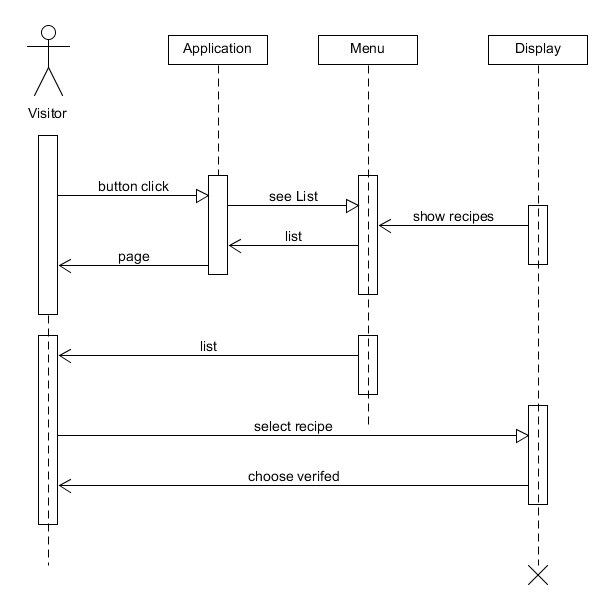 Application
Menu
Display
Visitor
button click
see List
show recipes
list
page
list
select recipe
choose verifed